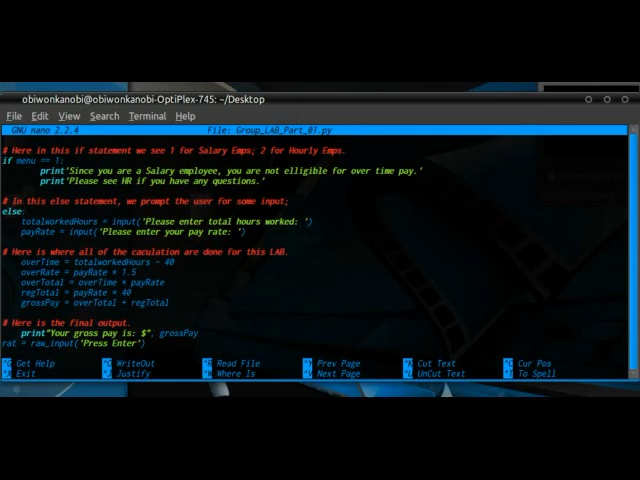 obiwonkanobi@obiwonkanobi-OptiPlex-745: ~/Desktop
File Edit View Search Terminal Help
GNU nano 2.2.4 File: Group_LAB_Part_01.py
# Here in this if statement we see 1 for Salary Emps; 2 for Hourly Emps.
if menu == 1:
print'Since you are a Salary employee, you are not elligible for over time pay.'
print'Please see HR if you have any questions.'
# In this else statement, we prompt the user for some input;
else:
totalworkedHours = input('Please enter total hours worked: ')
payRate = input('Please enter your pay rate: ')
# Here is where all of the caculation are done for this LAB.
overTime = totalworkedHours - 40
overRate = payRate * 1.5
overTotal = overTime * payRate
regTotal = payRate * 40
grossPay = overTotal + regTotal
# Here is the final output.
print"Your gross pay is: $", grossPay
rat = raw_input('Press Enter')
^G Get Help ^O WriteOut ^R Read File ^Y Prev Page ^K Cut Text ^C Cur Pos
^X Exit ^J Justify ^W Where Is ^V Next Page ^U UnCut Text ^T To Spell